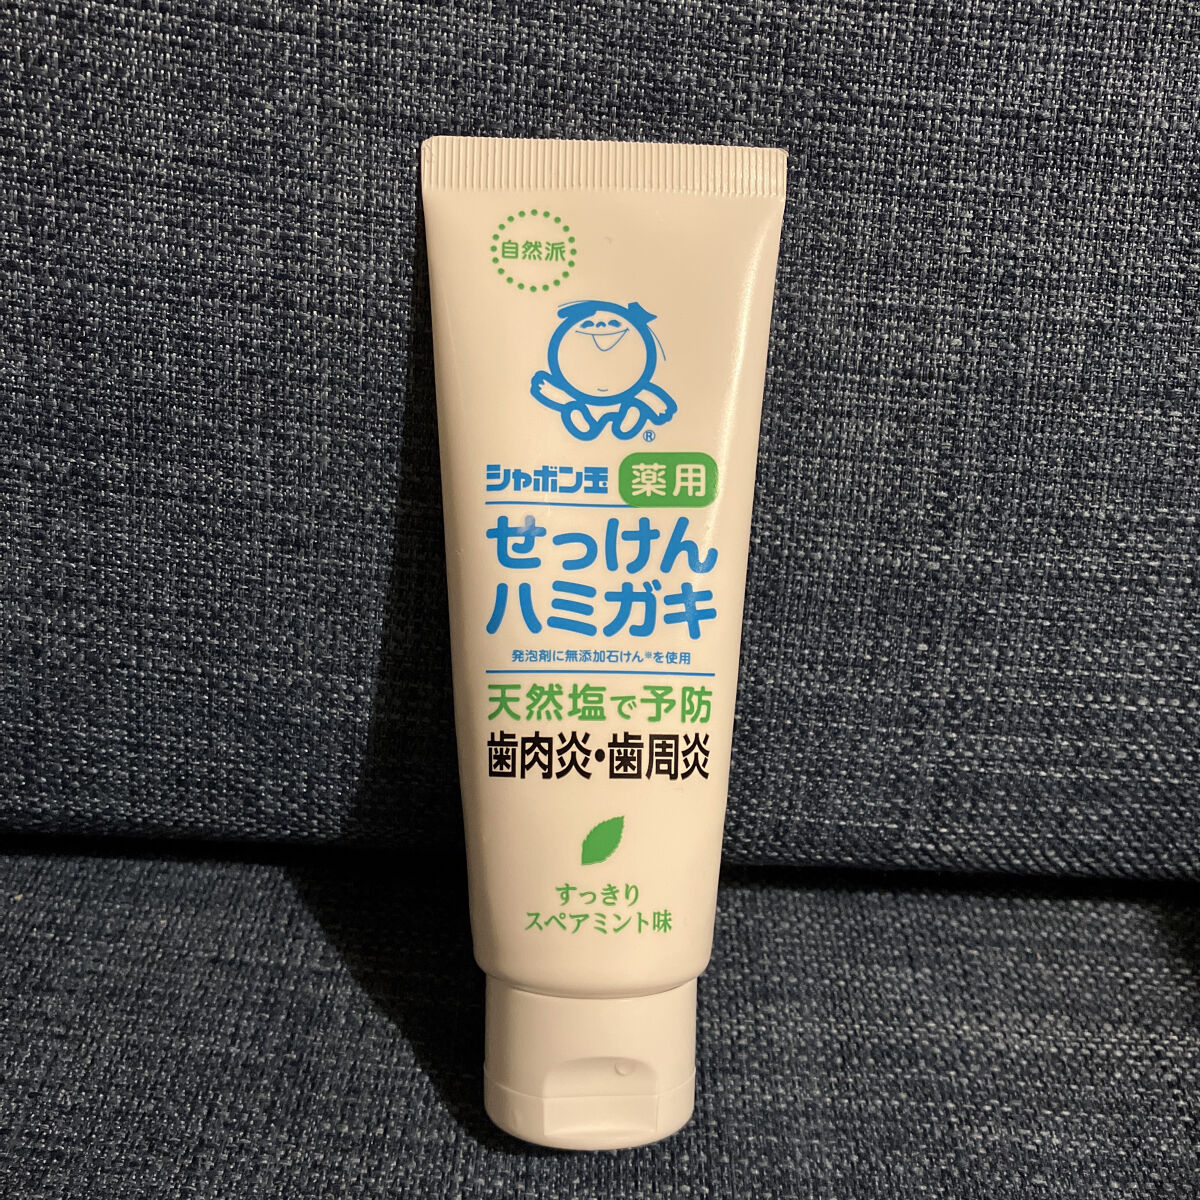 自然派
®
シャボン玉 薬用
せっけん
ハミガキ
発泡剤に無添加石けん※を使用
天然塩で予防
歯肉炎・歯周炎
すっきり
スペアミント味